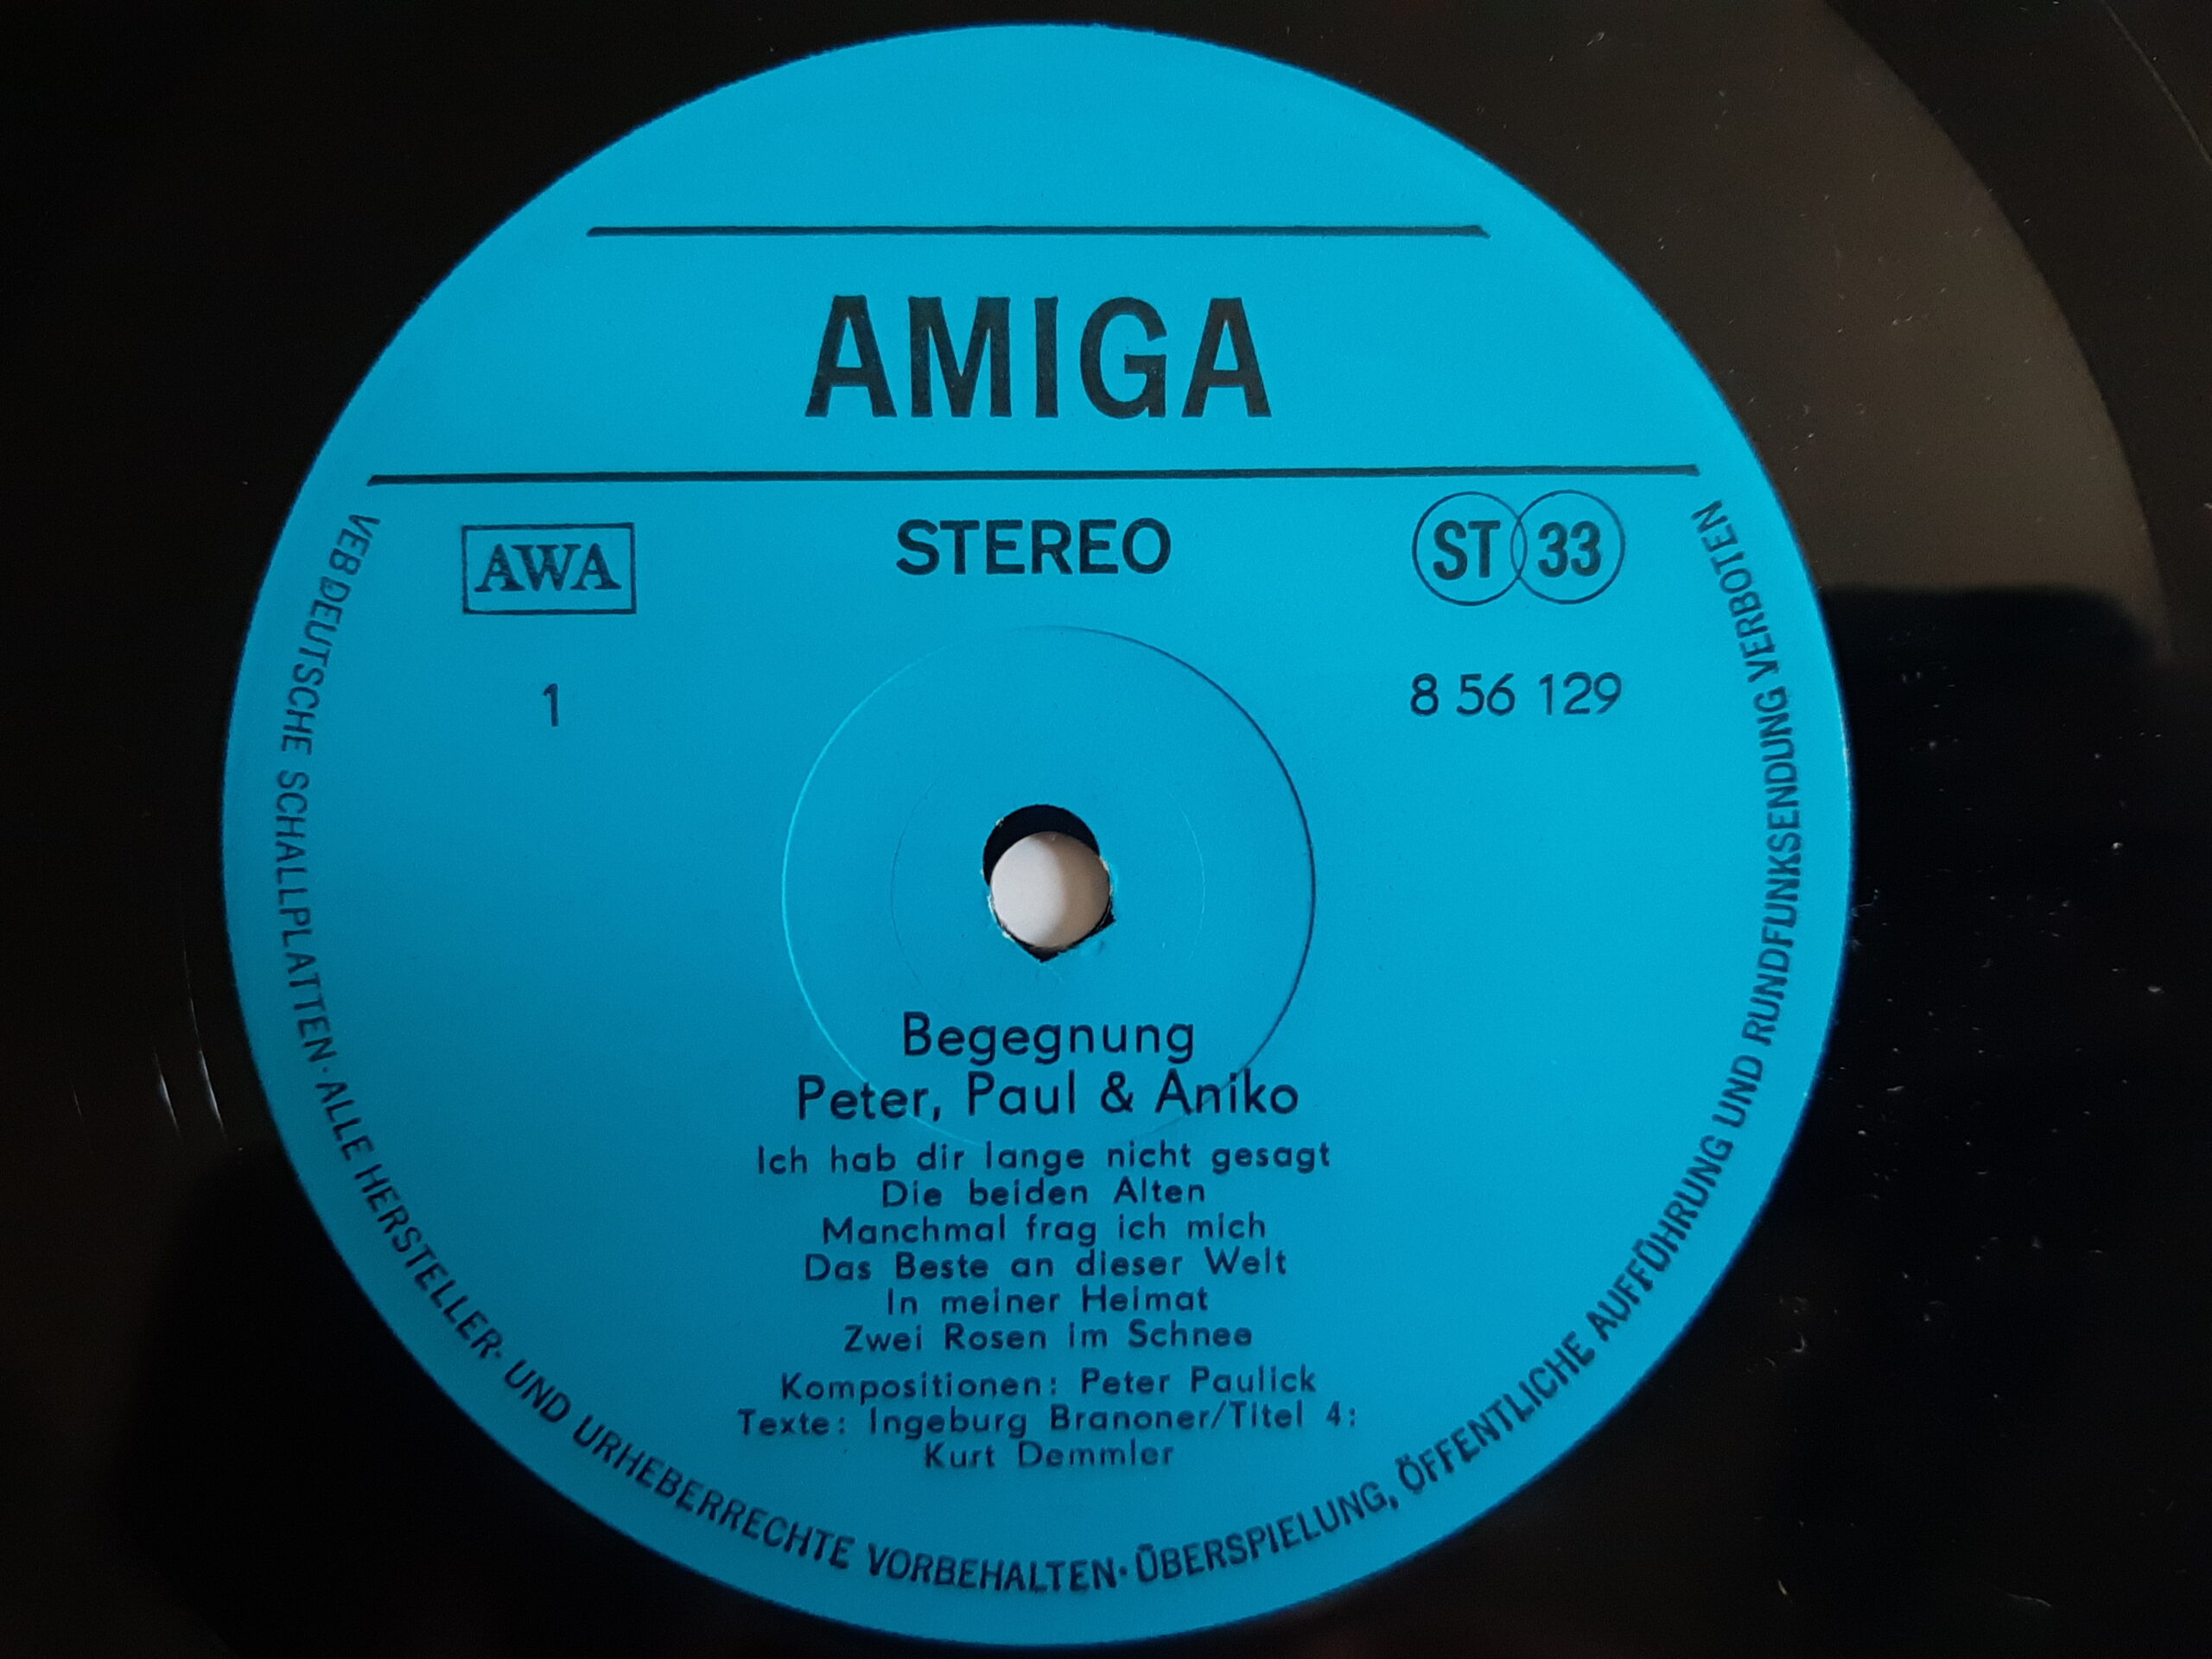 AMIGA
AWA
STEREO
ST 33
1
8 56 129
Begegnung
Peter, Paul & Aniko
Ich hab dir lange nicht gesagt
Die beiden Alten
Manchmal frag ich mich
Das Beste an dieser Welt
In meiner Heimat
Zwei Rosen im Schnee
Kompositionen: Peter Paulick
Texte: Ingeburg Branoner/Titel 4:
Kurt Demmler
VEB DEUTSCHE SCHALLPLATTEN · ALLE HERSTELLER- UND URHEBERRECHTE VORBEHALTEN · ÜBERSPIELUNG, ÖFFENTLICHE AUFFÜHRUNG UND RUNDFUNKSENDUNG VERBOTEN